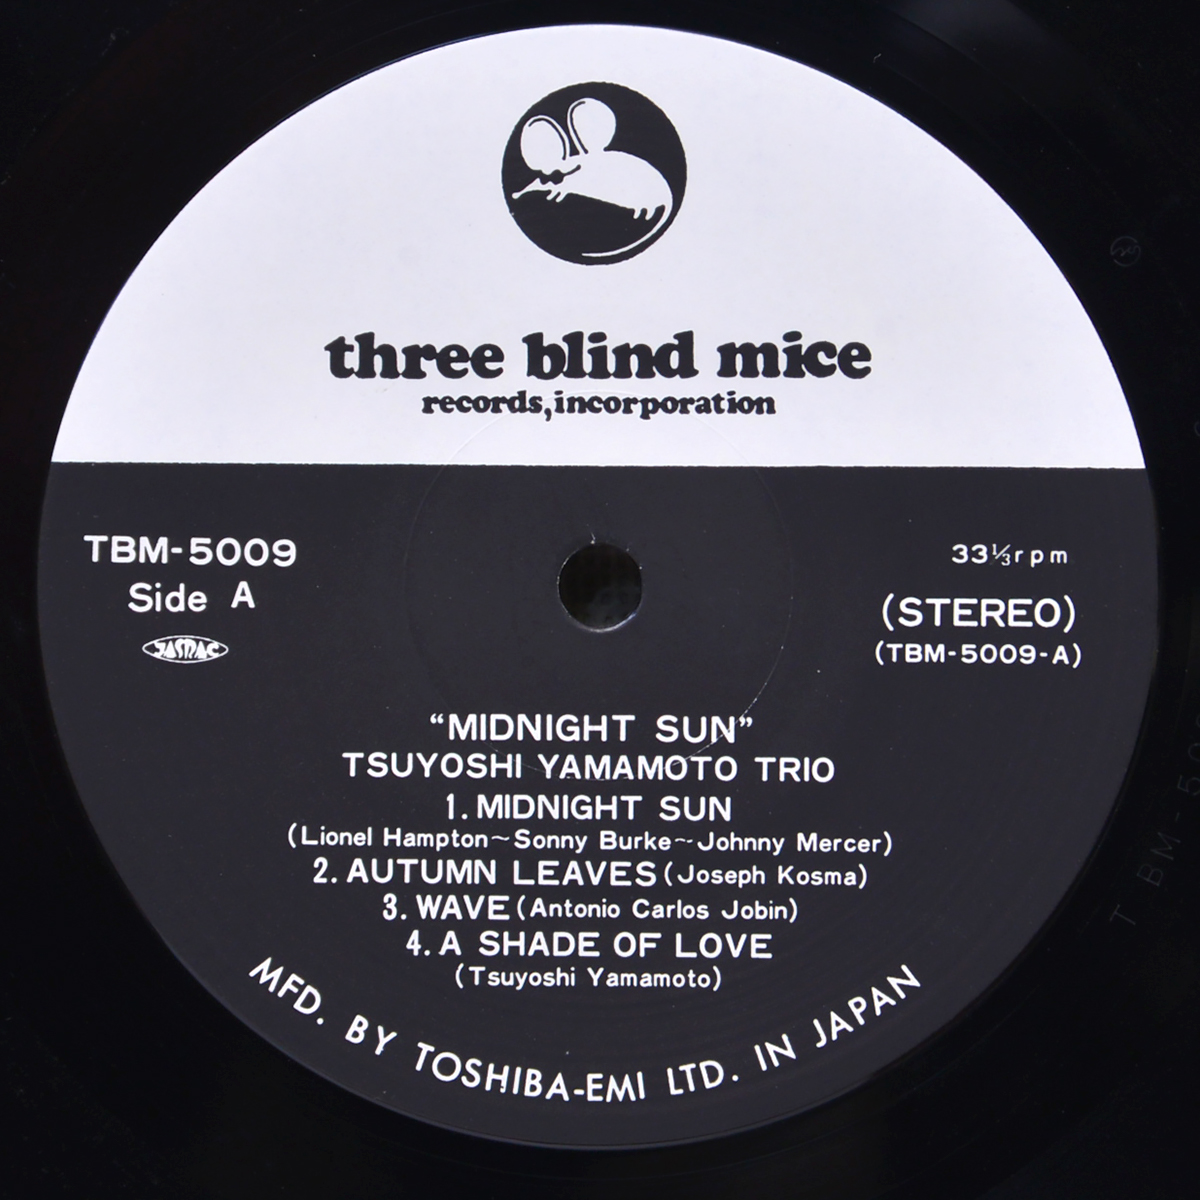 three blind mice
records, incorporation
TBM-5009
Side A
JASRAC
33⅓rpm
(STEREO)
(TBM-5009-A)
“MIDNIGHT SUN”
TSUYOSHI YAMAMOTO TRIO
1. MIDNIGHT SUN
(Lionel Hampton~Sonny Burke~Johnny Mercer)
2. AUTUMN LEAVES (Joseph Kosma)
3. WAVE (Antonio Carlos Jobin)
4. A SHADE OF LOVE
(Tsuyoshi Yamamoto)
MFD. BY TOSHIBA-EMI LTD. IN JAPAN